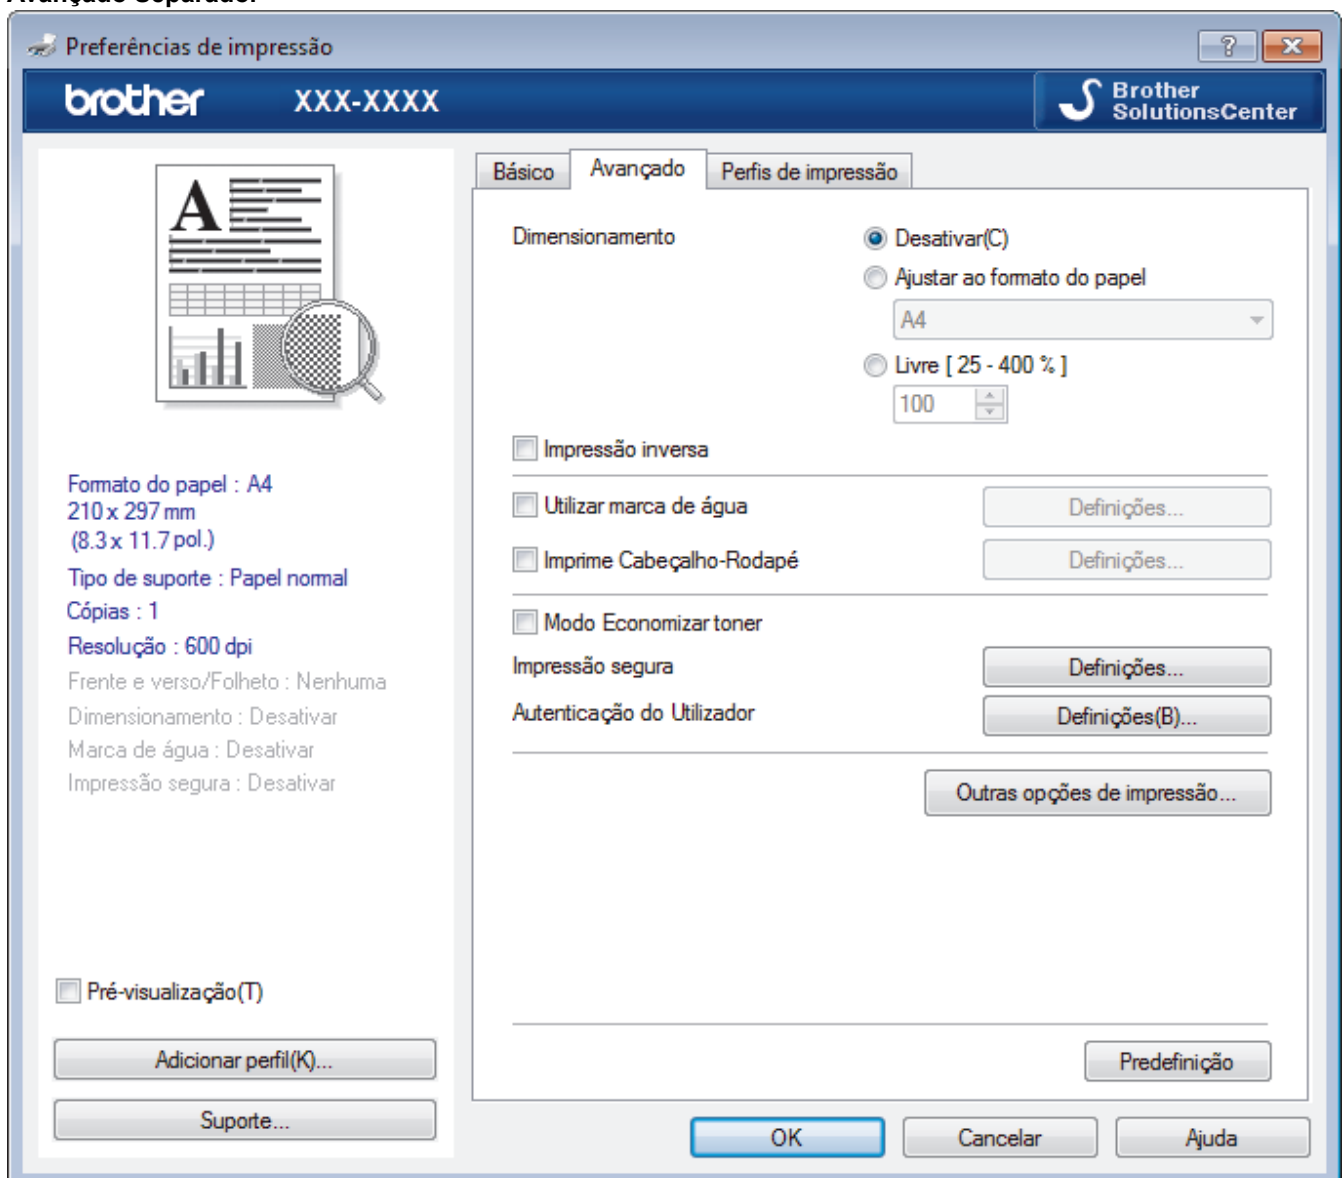 Avançado Separador
Preferências de impressão
brother XXX-XXXX
Brother
SolutionsCenter
A
Formato do papel : A4
210 x 297 mm
(8.3 x 11.7 pol.)
Tipo de suporte : Papel normal
Cópias : 1
Resolução : 600 dpi
Frente e verso/Folheto : Nenhuma
Dimensionamento : Desativar
Marca de água : Desativar
Impressão segura : Desativar
Pré-visualização(T)
Adicionar perfil(K)...
Suporte...
Básico Avançado Perfis de impressão
Dimensionamento
Desativar(C)
Ajustar ao formato do papel
A4
Livre [ 25 - 400 % ]
100
Impressão inversa
Utilizar marca de água Definições...
Imprime Cabeçalho-Rodapé Definições...
Modo Economizar toner
Impressão segura Definições...
Autenticação do Utilizador Definições(B)...
Outras opções de impressão...
Predefinição
OK Cancelar Ajuda